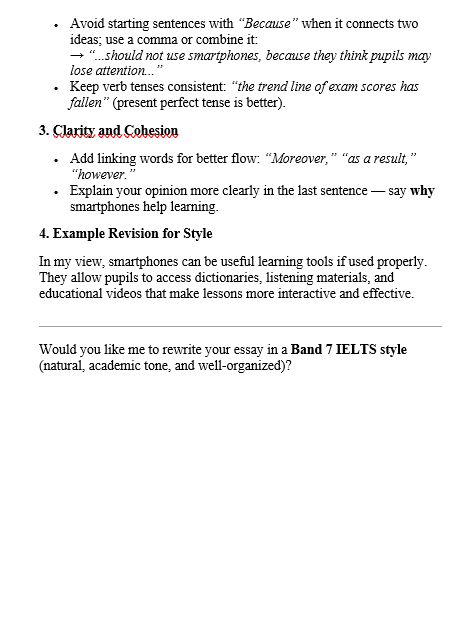 • Avoid starting sentences with “Because” when it connects two
ideas; use a comma or combine it:
→ “...should not use smartphones, because they think pupils may
lose attention...”
• Keep verb tenses consistent: “the trend line of exam scores has
fallen” (present perfect tense is better).
3. Clarity and Cohesion
• Add linking words for better flow: “Moreover,” “as a result,”
“however.”
• Explain your opinion more clearly in the last sentence — say why
smartphones help learning.
4. Example Revision for Style
In my view, smartphones can be useful learning tools if used properly.
They allow pupils to access dictionaries, listening materials, and
educational videos that make lessons more interactive and effective.
Would you like me to rewrite your essay in a Band 7 IELTS style
(natural, academic tone, and well-organized)?